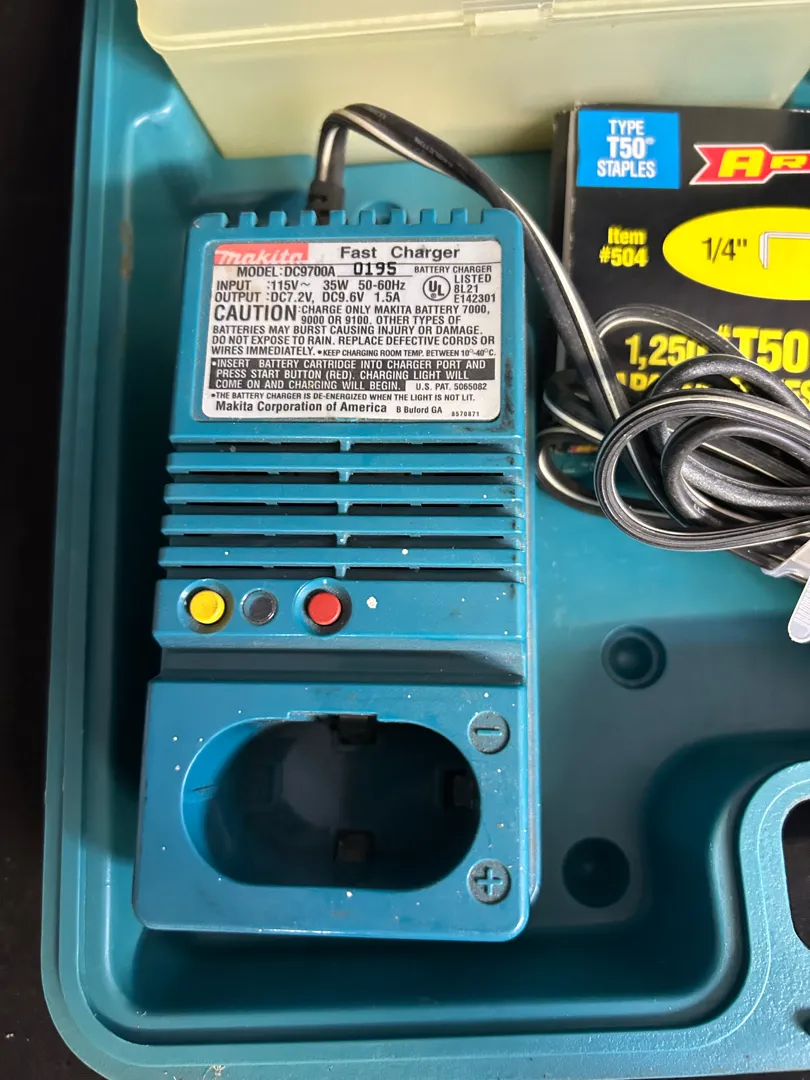 makita Fast Charger
MODEL:DC9700A 0195 BATTERY CHARGER
INPUT :115V~ 35W 50-60Hz
OUTPUT :DC7.2V, DC9.6V 1.5A
UL LISTED
8L21
E142301
CAUTION:CHARGE ONLY MAKITA BATTERY 7000,
9000 OR 9100. OTHER TYPES OF
BATTERIES MAY BURST CAUSING INJURY OR DAMAGE.
DO NOT EXPOSE TO RAIN. REPLACE DEFECTIVE CORDS OR
WIRES IMMEDIATELY. •KEEP CHARGING ROOM TEMP. BETWEEN 10°-40°C.
•INSERT BATTERY CARTRIDGE INTO CHARGER PORT AND
PRESS START BUTTON (RED). CHARGING LIGHT WILL
COME ON AND CHARGING WILL BEGIN. U.S. PAT. 5065082
•THE BATTERY CHARGER IS DE-ENERGIZED WHEN THE LIGHT IS NOT LIT.
Makita Corporation of America B Buford GA 8570871
− 
+
TYPE
T50®
STAPLES
Item
#504
1/4"
1,250 T50